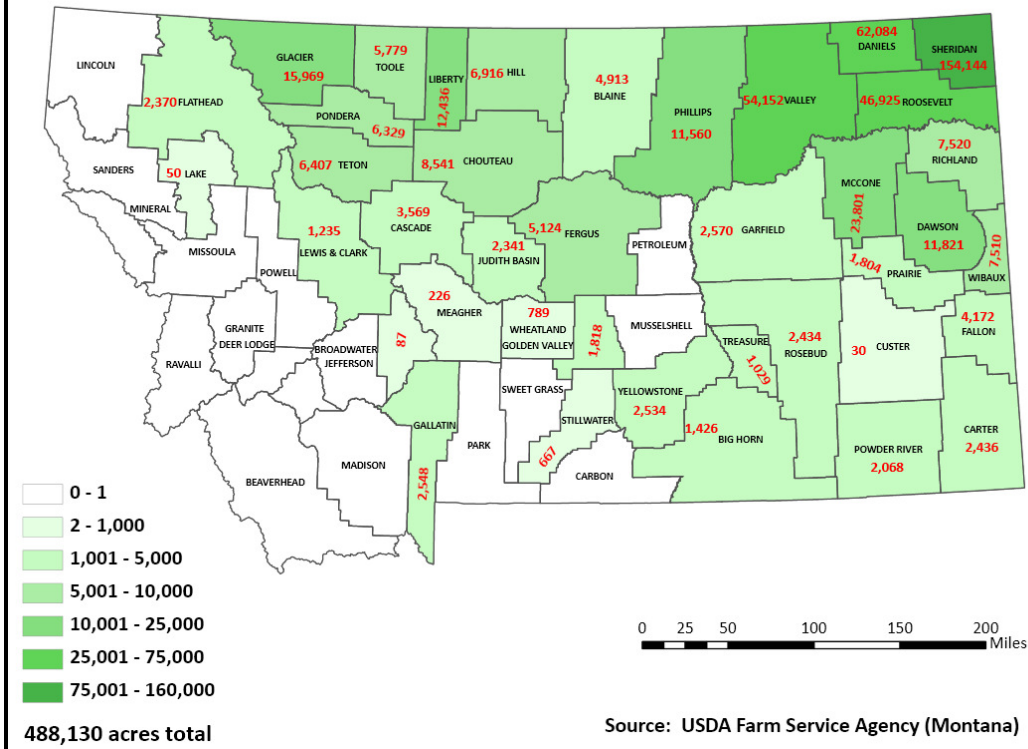 LINCOLN
2,370 FLATHEAD
GLACIER
15,969
5,779
TOOLE
LIBERTY
12,436
6,916 HILL
4,913
BLAINE
PHILLIPS
11,560
54,152 VALLEY
62,084
DANIELS
SHERIDAN
154,144
46,925 ROOSEVELT
PONDERA
6,329
SANDERS
50 LAKE
6,407 TETON
8,541
CHOUTEAU
7,520
RICHLAND
MCCONE
23,801
DAWSON
11,821
MINERAL
MISSOULA
POWELL
1,235
LEWIS & CLARK
3,569
CASCADE
2,341
JUDITH BASIN
5,124 FERGUS
PETROLEUM
2,570 GARFIELD
1,804
PRAIRIE
7,510
WIBAUX
226
MEAGHER
789
WHEATLAND
GOLDEN VALLEY
1,818
MUSSELSHELL
TREASURE
1,029
2,434
ROSEBUD
30 CUSTER
4,172
FALLON
RAVALLI
GRANITE
DEER LODGE
BROADWATER
JEFFERSON
87
SWEET GRASS
STILLWATER
667
YELLOWSTONE
2,534
1,426
BIG HORN
POWDER RIVER
2,068
CARTER
2,436
BEAVERHEAD
MADISON
GALLATIN
2,548
PARK
CARBON
0 - 1
2 - 1,000
1,001 - 5,000
5,001 - 10,000
10,001 - 25,000
25,001 - 75,000
75,001 - 160,000
488,130 acres total
0 25 50 100 150 200
Miles
Source: USDA Farm Service Agency (Montana)